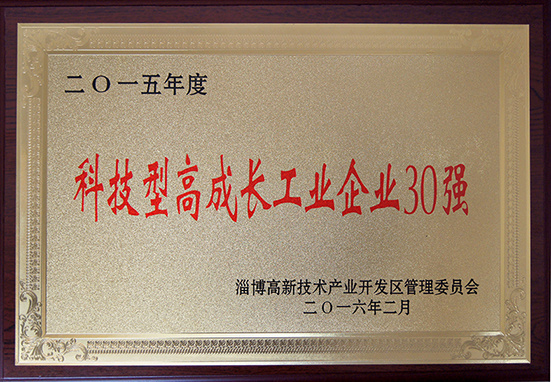 二〇一五年度
科技型高成长工业企业30强
淄博高新技术产业开发区管理委员会
二〇一六年二月